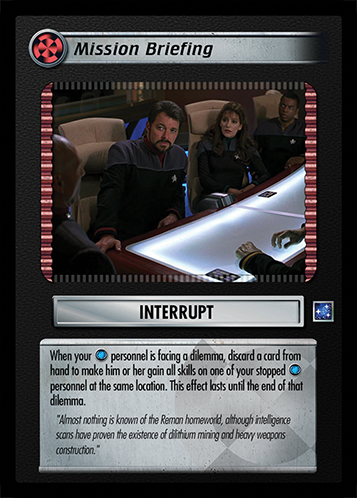 Mission Briefing
INTERRUPT
When your personnel is facing a dilemma, discard a card from
hand to make him or her gain all skills on one of your stopped
personnel at the same location. This effect lasts until the end of that
dilemma.
"Almost nothing is known of the Reman homeworld, although intelligence
scans have proven the existence of dilithium mining and heavy weapons
construction."